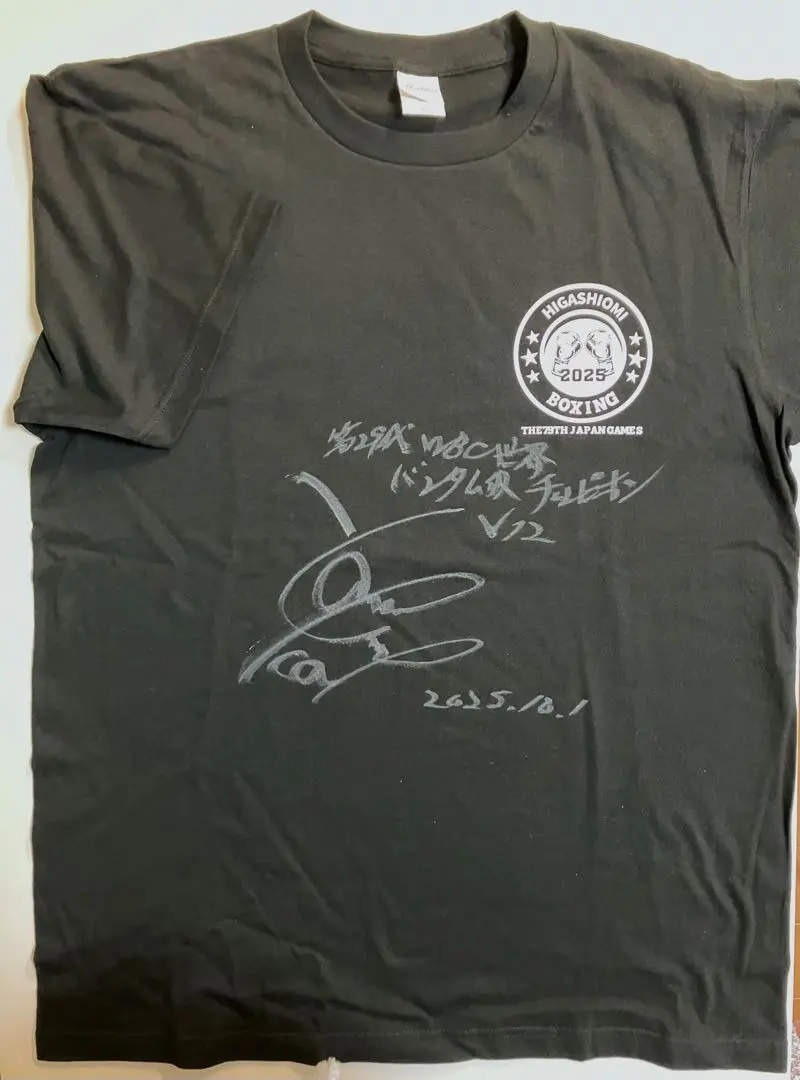 HIGASHIOMI
2025
BOXING
THE79TH JAPAN GAMES
第29代 WBC世界
バンタム級 チャンピオン
V12
2025.10.1